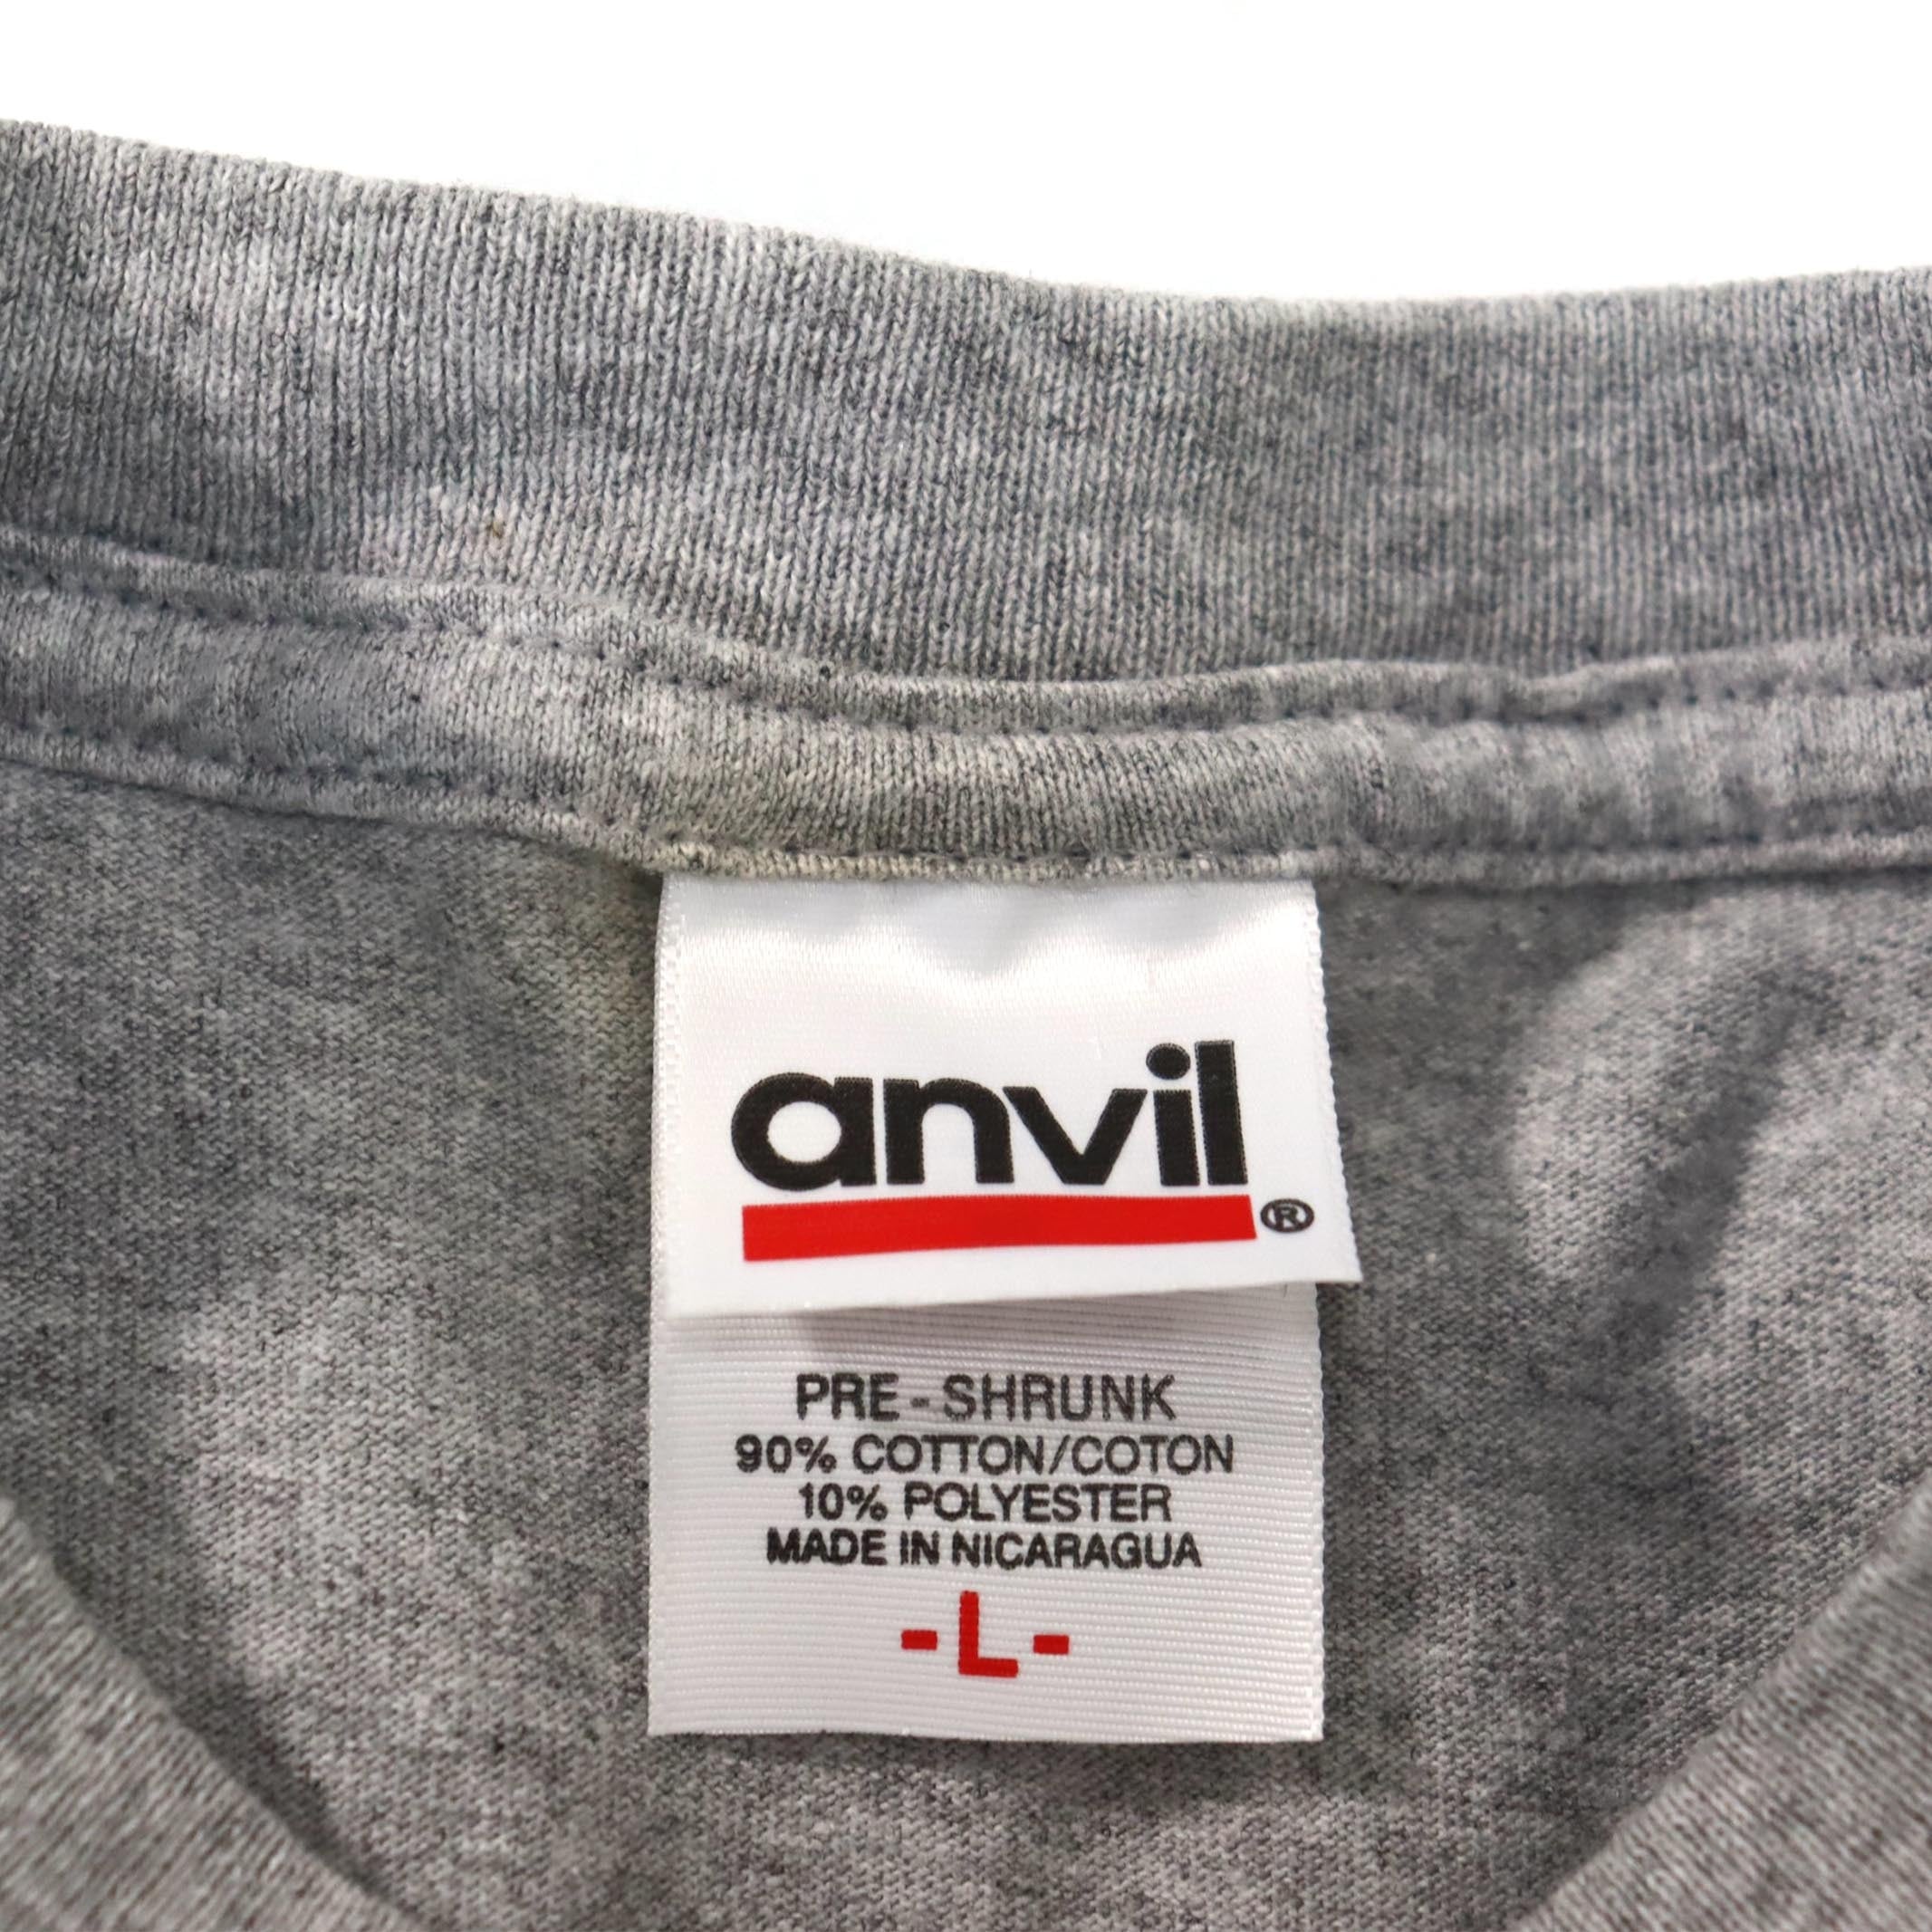 anvil®
PRE-SHRUNK
90% COTTON/COTON
10% POLYESTER
MADE IN NICARAGUA
-L-